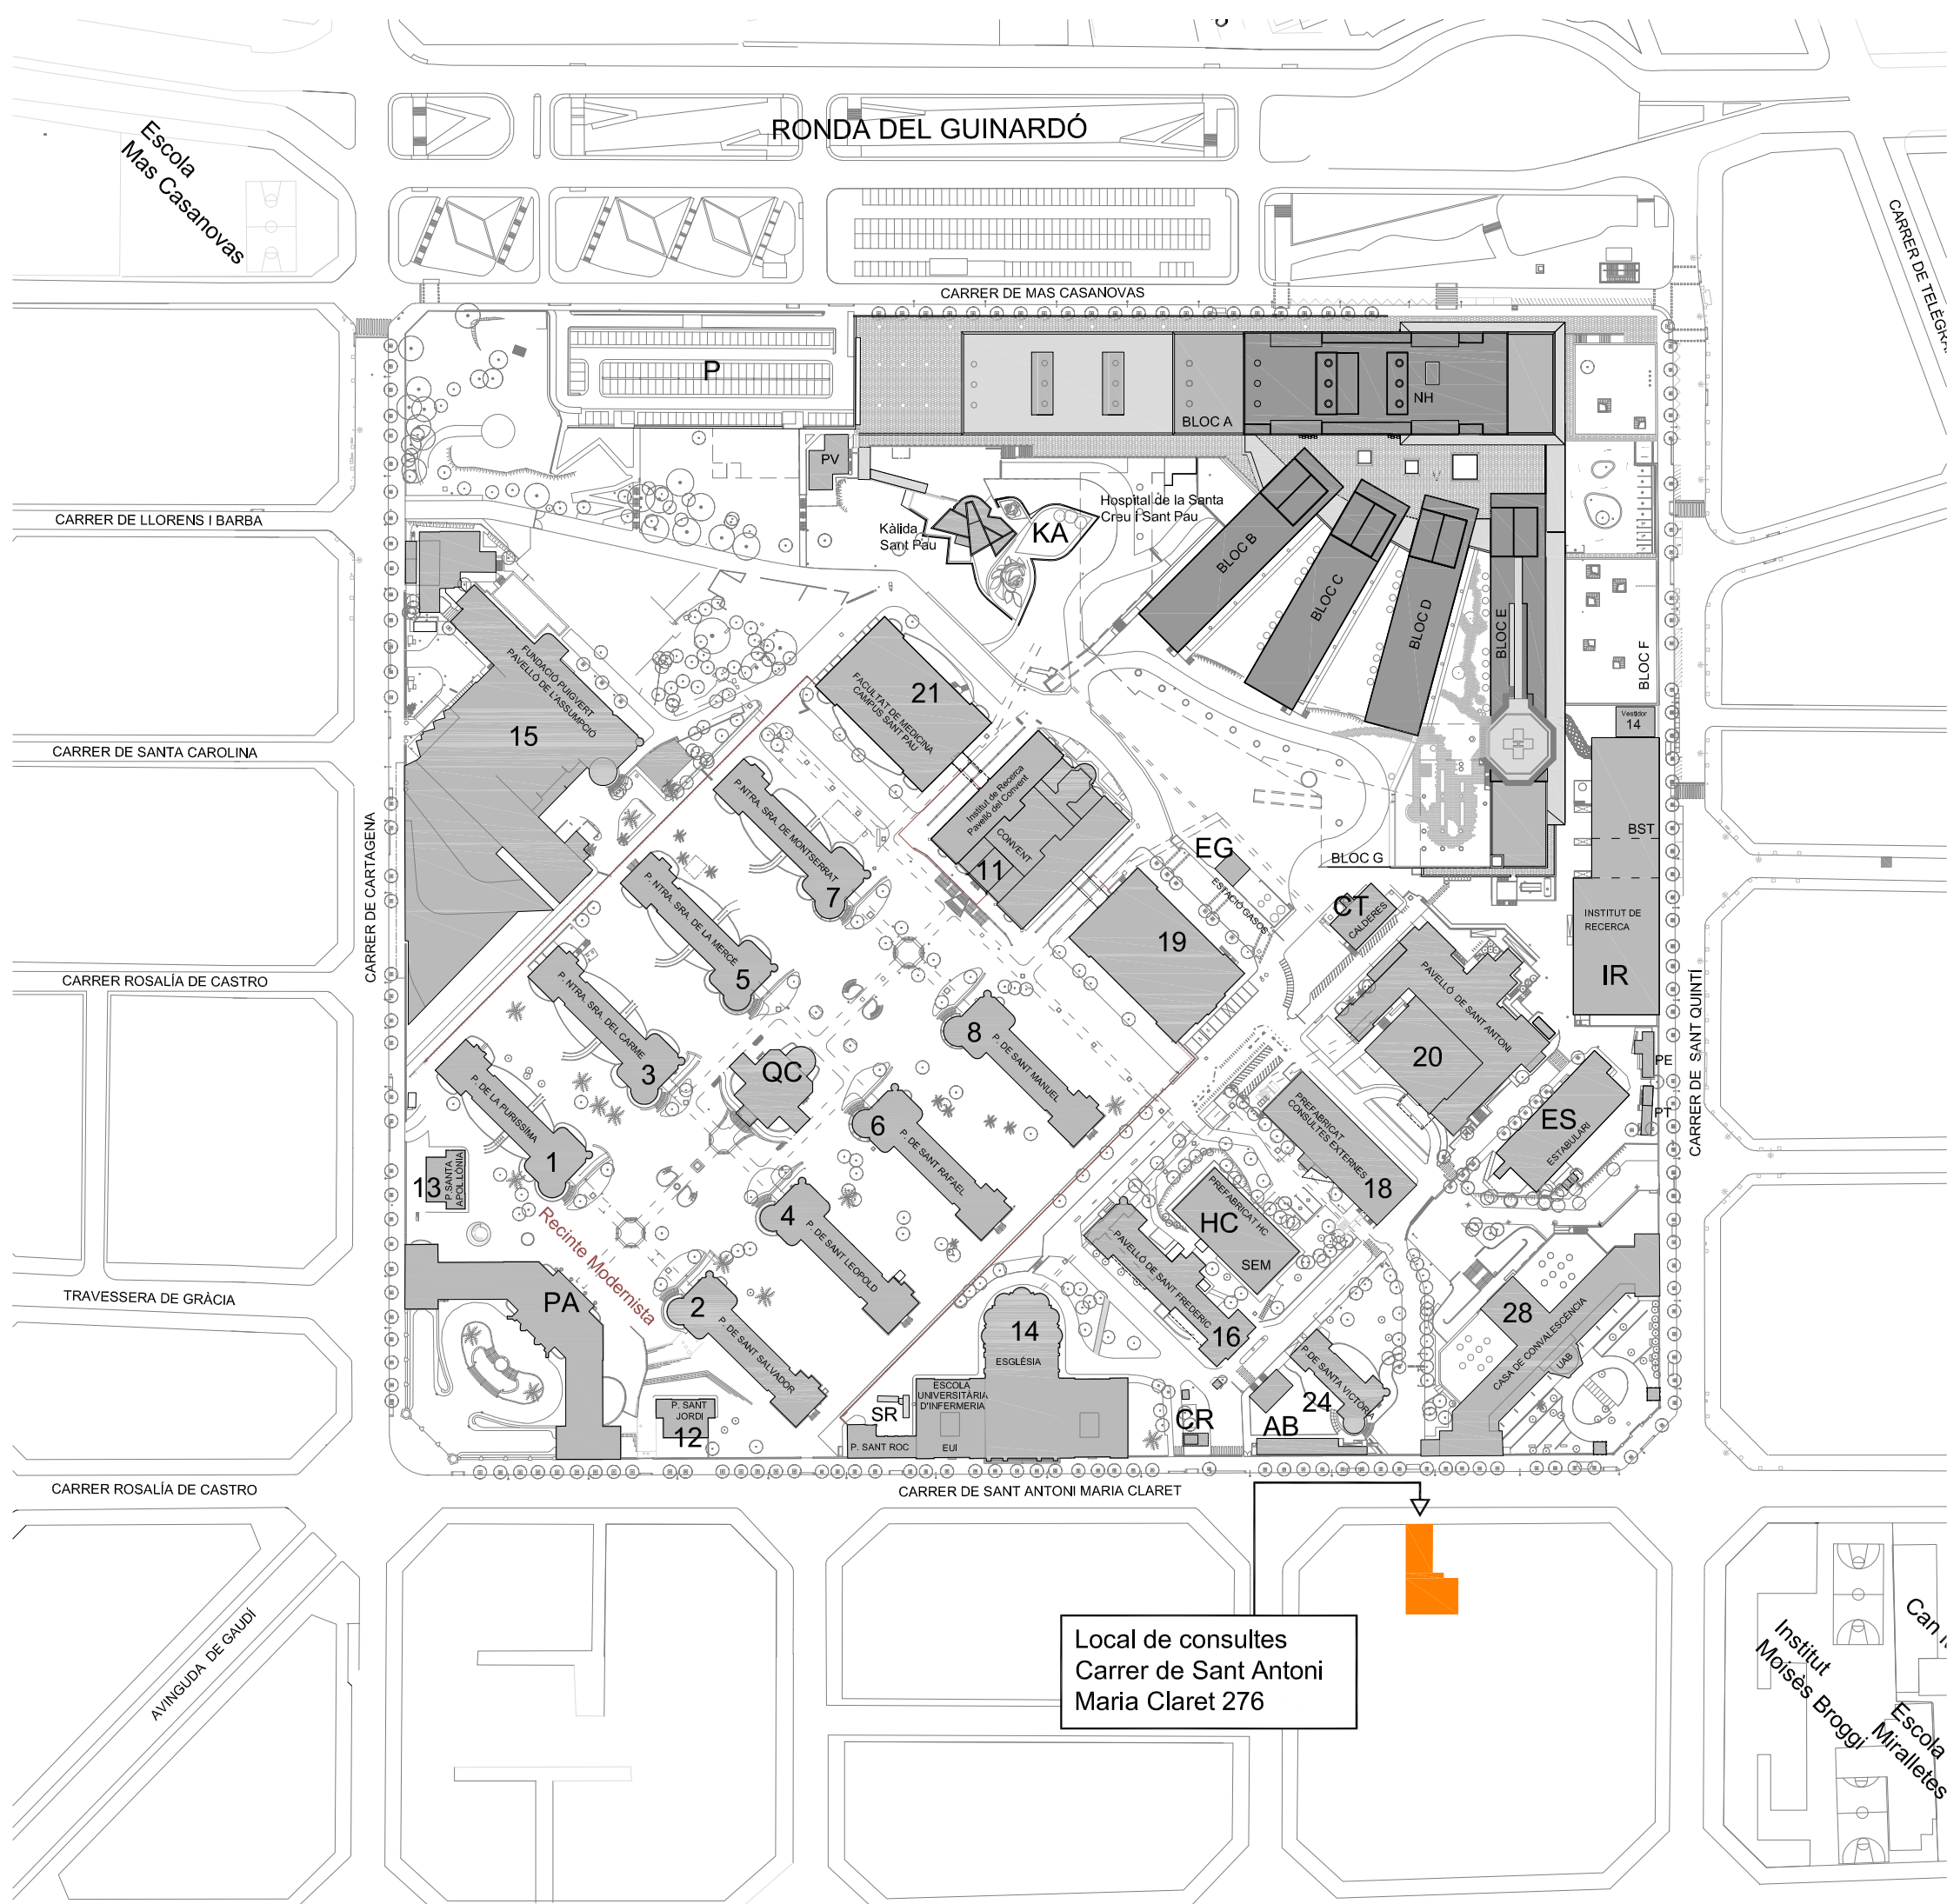 RONDA DEL GUINARDÓ
Escola
Mas Casanovas
CARRER DE MAS CASANOVAS
P
BLOC A
NH
PV
CARRER DE LLORENS I BARBA
Kàlida
Sant Pau
KA
Hospital de la Santa
Creu i Sant Pau
BLOC B
BLOC C
BLOC D
BLOC E
BLOC F
FUNDACIÓ PUIGVERT
PAVELLÓ DE L'ASSUMPCIÓ
15
FACULTAT DE MEDICINA
CAMPUS SANT PAU
21
Vestidor
14
CARRER DE SANTA CAROLINA
CARRER DE CARTAGENA
P.NTRA. SRA. DE MONTSERRAT
7
Institut de Recerca
Pavelló del Convent
CONVENT
11
EG
ESTACIÓ GASOS
BLOC G
BST
CT
CALDERES
INSTITUT DE
RECERCA
IR
P. NTRA. SRA. DE LA MERCE
5
19
CARRER ROSALÍA DE CASTRO
P. NTRA. SRA. DEL CARME
3
QC
8
P. DE SANT MANUEL
PAVELLÓ DE SANT ANTONI
20
CARRER DE SANT QUINTÍ
PE
PT
P. DE LA PURISSÍMA
1
6
P. DE SANT RAFAEL
PREFABRICAT
CONSULTES EXTERNES
18
ES
ESTABULARI
13
P.SANTA
APOL.LÒNIA
4
P. DE SANT LEOPOLD
PREFABRICAT HC
HC
SEM
Recinte Modernista
PAVELLÓ DE SANT FREDERIC
16
TRAVESSERA DE GRÀCIA
PA
2
P. DE SANT SALVADOR
14
ESGLÉSIA
28
CASA DE CONVALESCÈNCIA
UAB
P.DE SANTA VICTÒRIA
24
ESCOLA
UNIVERSITÀRIA
D'INFERMERIA
P. SANT
JORDI
12
SR
P. SANT ROC
EUI
CR
AB
CARRER ROSALÍA DE CASTRO
CARRER DE SANT ANTONI MARIA CLARET
AVINGUDA DE GAUDÍ
Local de consultes
Carrer de Sant Antoni
Maria Claret 276
Institut
Moisès Broggi
Can
Escola
Miralletes